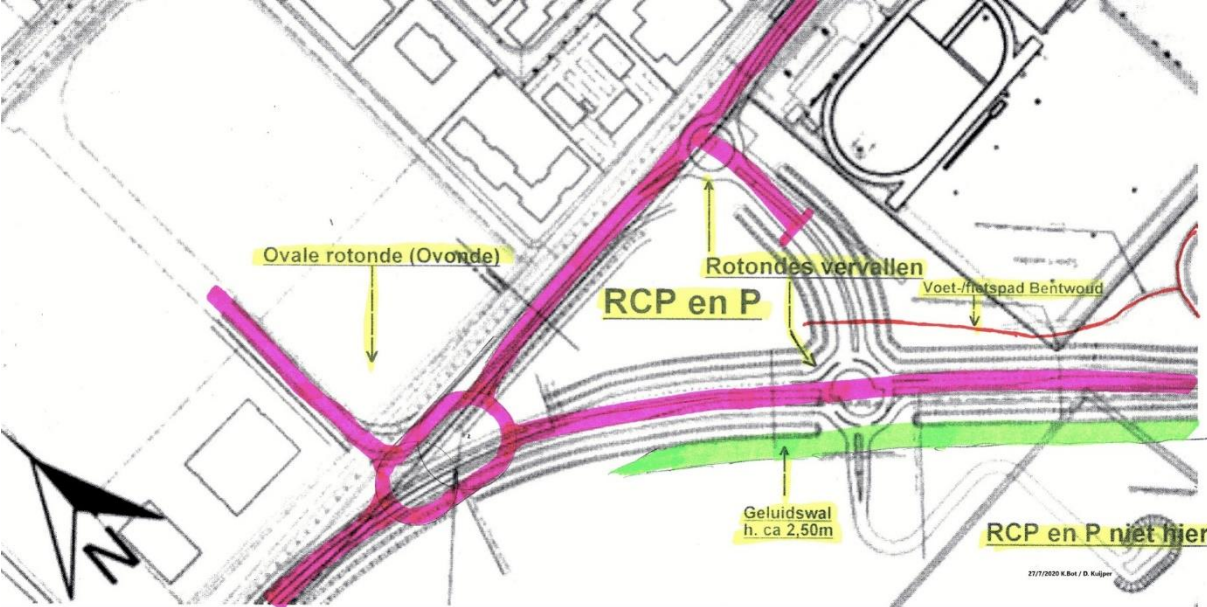 Ovale rotonde (Ovonde)
Rotondes vervallen
Voet-/fietspad Bentwoud
RCP en P
Geluidswal
h. ca 2,50m
RCP en P niet hier
27/7/2020 K.Bot / D. Kuijper
N